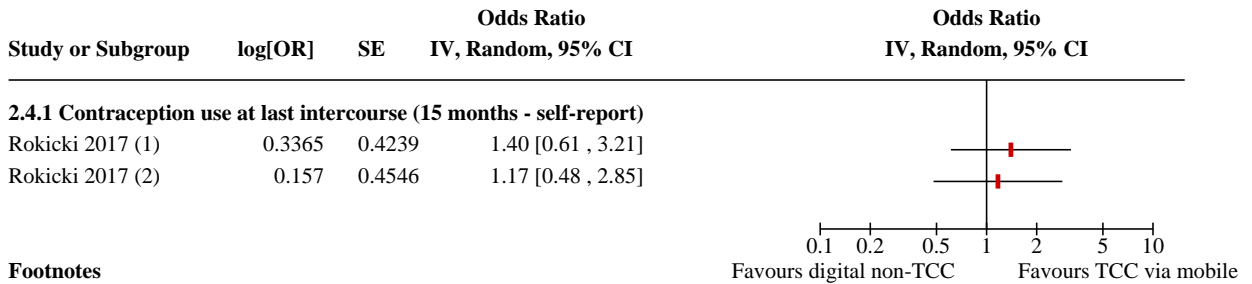 Odds Ratio Odds Ratio
Study or Subgroup log[OR] SE IV, Random, 95% CI IV, Random, 95% CI
2.4.1 Contraception use at last intercourse (15 months - self-report)
Rokicki 2017 (1) 0.3365 0.4239 1.40 [0.61 , 3.21]
Rokicki 2017 (2) 0.157 0.4546 1.17 [0.48 , 2.85]
0.1 0.2 0.5 1 2 5 10
Footnotes Favours digital non-TCC Favours TCC via mobile